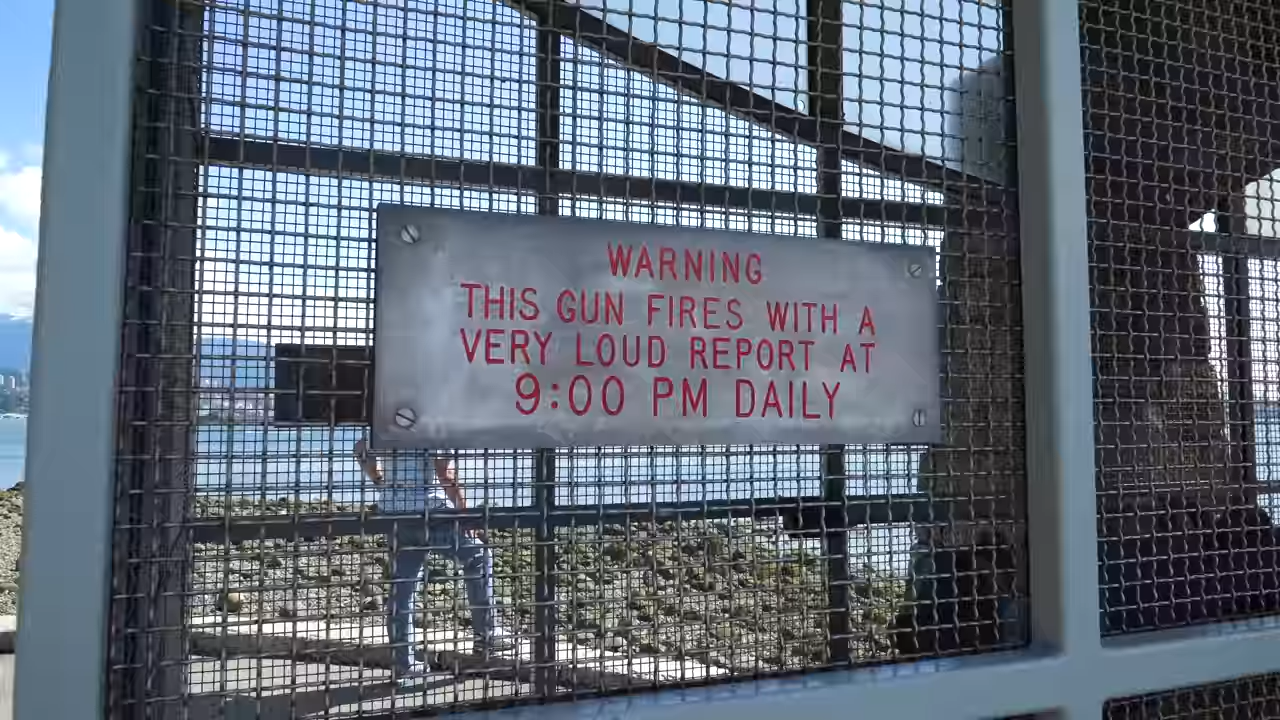 WARNING
THIS GUN FIRES WITH A
VERY LOUD REPORT AT
9:00 PM DAILY